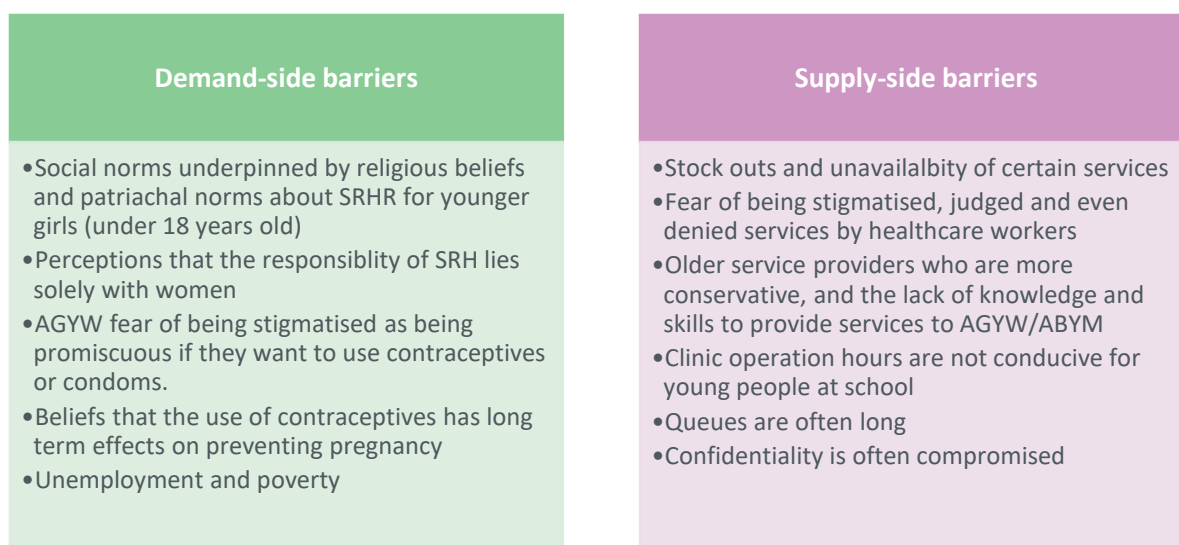 Demand-side barriers
•Social norms underpinned by religious beliefs
and patriachal norms about SRHR for younger
girls (under 18 years old)
•Perceptions that the responsiblity of SRH lies
solely with women
•AGYW fear of being stigmatised as being
promiscuous if they want to use contraceptives
or condoms.
•Beliefs that the use of contraceptives has long
term effects on preventing pregnancy
•Unemployment and poverty
Supply-side barriers
•Stock outs and unavailalbity of certain services
•Fear of being stigmatised, judged and even
denied services by healthcare workers
•Older service providers who are more
conservative, and the lack of knowledge and
skills to provide services to AGYW/ABYM
•Clinic operation hours are not conducive for
young people at school
•Queues are often long
•Confidentiality is often compromised